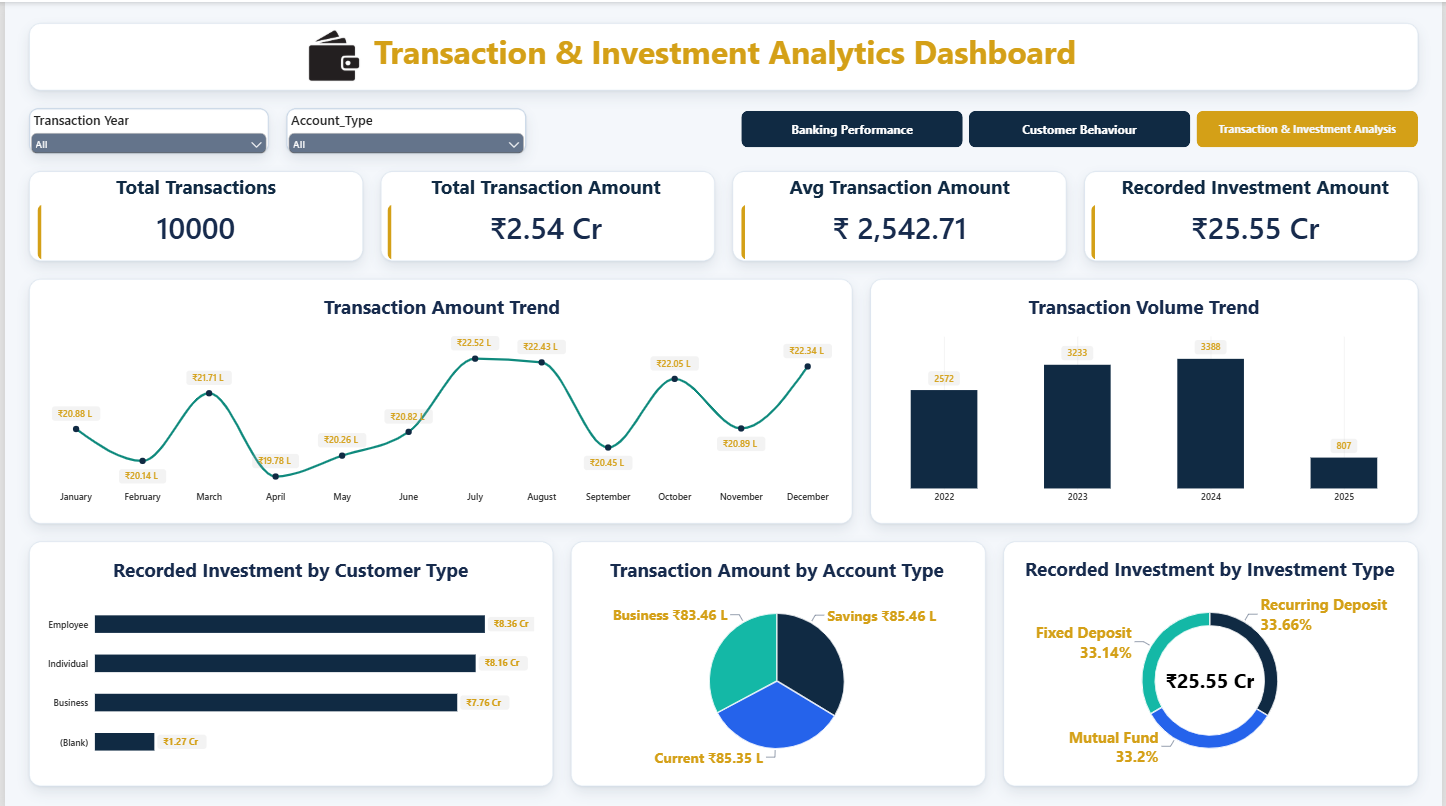 Transaction & Investment Analytics Dashboard
Transaction Year
All
Account_Type
All
Banking Performance
Customer Behaviour
Transaction & Investment Analysis
Total Transactions
10000
Total Transaction Amount
₹2.54 Cr
Avg Transaction Amount
₹ 2,542.71
Recorded Investment Amount
₹25.55 Cr
Transaction Amount Trend
₹20.88 L
₹20.14 L
₹21.71 L
₹19.78 L
₹20.26 L
₹20.82 L
₹22.52 L
₹22.43 L
₹20.45 L
₹22.05 L
₹20.89 L
₹22.34 L
January
February
March
April
May
June
July
August
September
October
November
December
Transaction Volume Trend
2572
3233
3388
807
2022
2023
2024
2025
Recorded Investment by Customer Type
Employee
₹8.36 Cr
Individual
₹8.16 Cr
Business
₹7.76 Cr
(Blank)
₹1.27 Cr
Transaction Amount by Account Type
Business ₹83.46 L
Savings ₹85.46 L
Current ₹85.35 L
Recorded Investment by Investment Type
Recurring Deposit
33.66%
Fixed Deposit
33.14%
₹25.55 Cr
Mutual Fund
33.2%